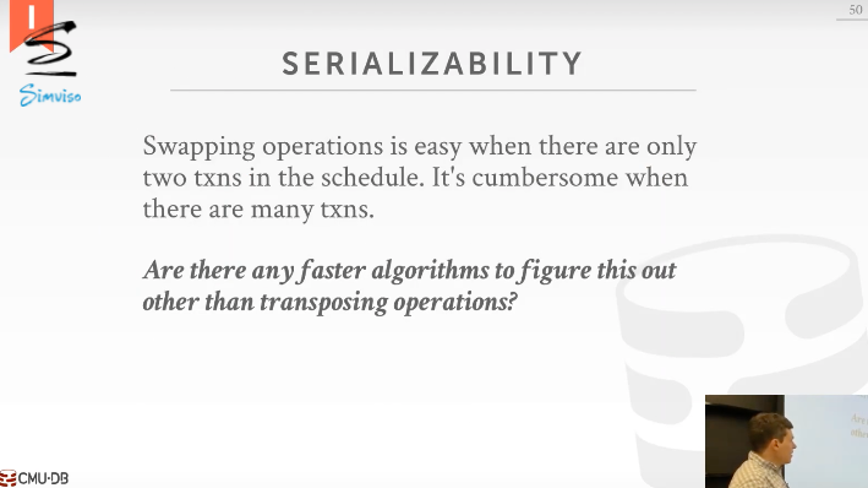 50
Simviso
SERIALIZABILITY
Swapping operations is easy when there are only
two txns in the schedule. It's cumbersome when
there are many txns.
Are there any faster algorithms to figure this out
other than transposing operations?
CMU·DB